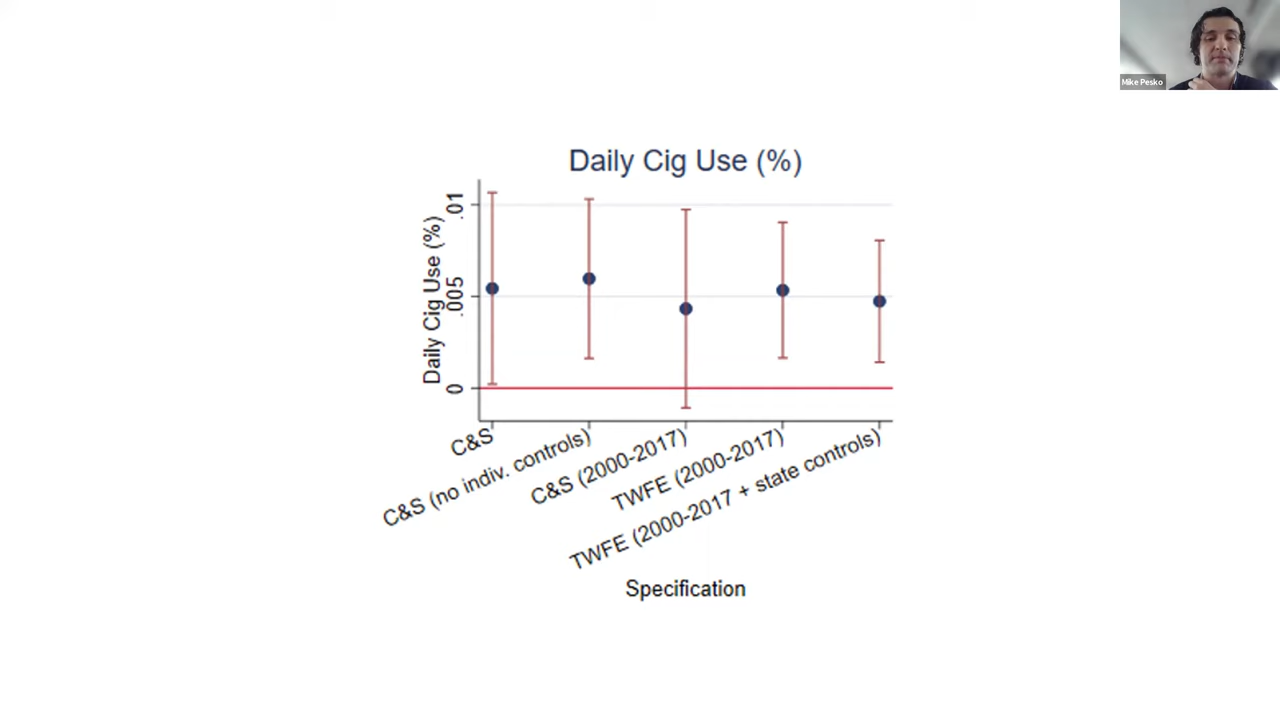 Mike Pesko
Daily Cig Use (%)
Daily Cig Use (%)
.01
.005
0
C&S
C&S (no indiv. controls)
C&S (2000-2017)
TWFE (2000-2017)
TWFE (2000-2017 + state controls)
Specification